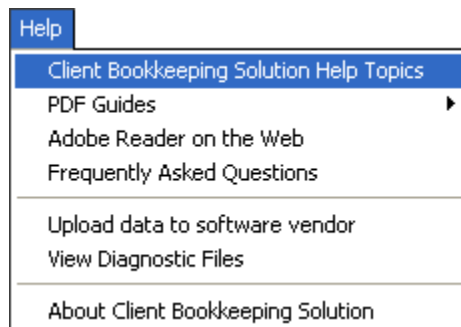 Help
Client Bookkeeping Solution Help Topics
PDF Guides
Adobe Reader on the Web
Frequently Asked Questions
Upload data to software vendor
View Diagnostic Files
About Client Bookkeeping Solution